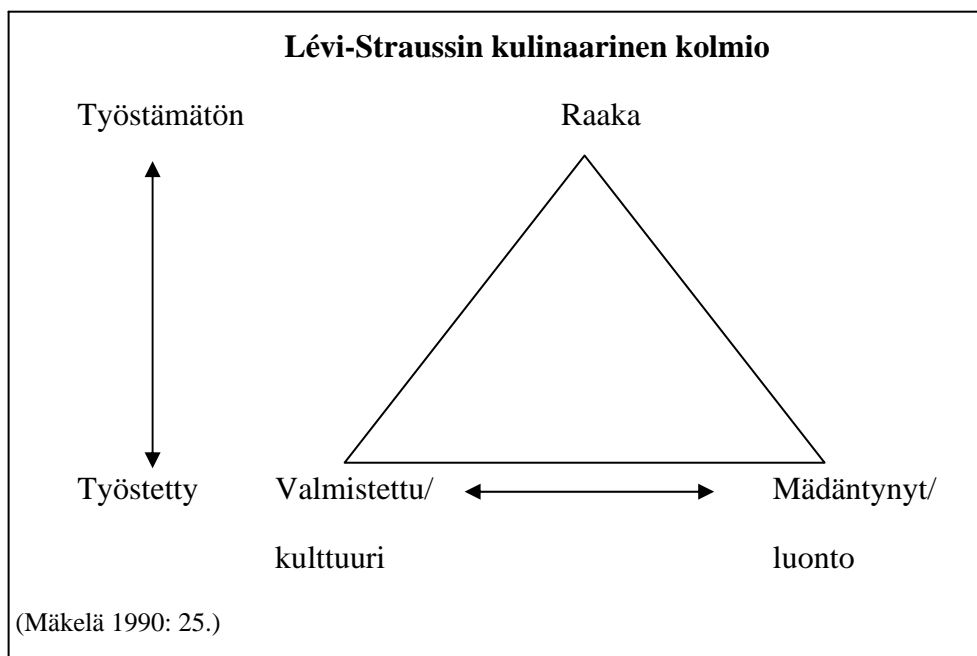 Lévi-Straussin kulinaarinen kolmio
Työstämätön Raaka
Työstetty Valmistettu/ Mädäntynyt/
kulttuuri luonto
(Mäkelä 1990: 25.)